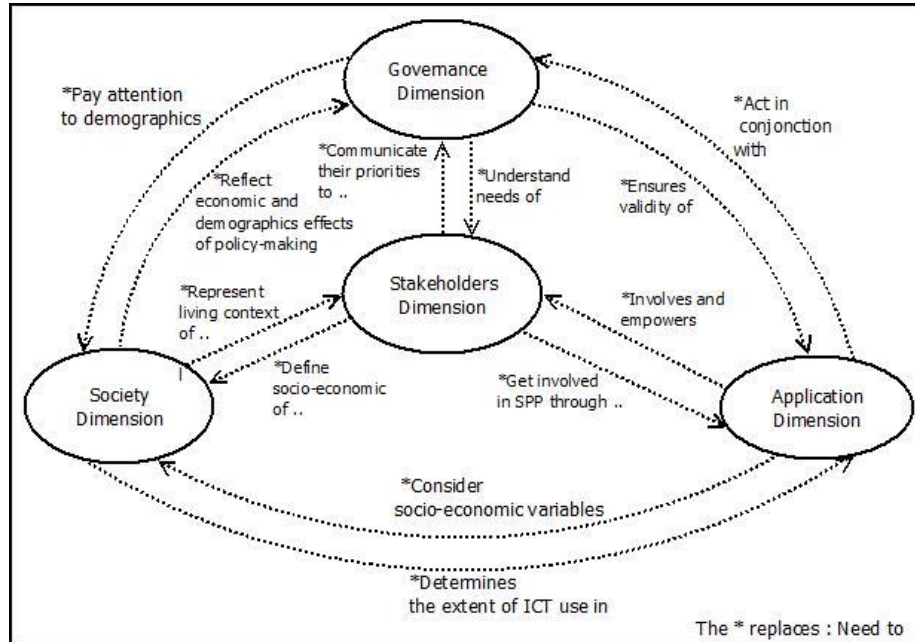 Governance
Dimension
*Pay attention
to demographics
*Act in
conjonction
with
*Communicate
their priorities
to ..
*Understand
needs of
*Reflect
economic and
demographics effects
of policy-making
*Ensures
validity of
Stakeholders
Dimension
*Represent
living context
of ..
*Involves and
empowers
*Define
socio-economic
of ..
*Get involved
in SPP through ..
Society
Dimension
Application
Dimension
*Consider
socio-economic variables
*Determines
the extent of ICT use in
The * replaces : Need to